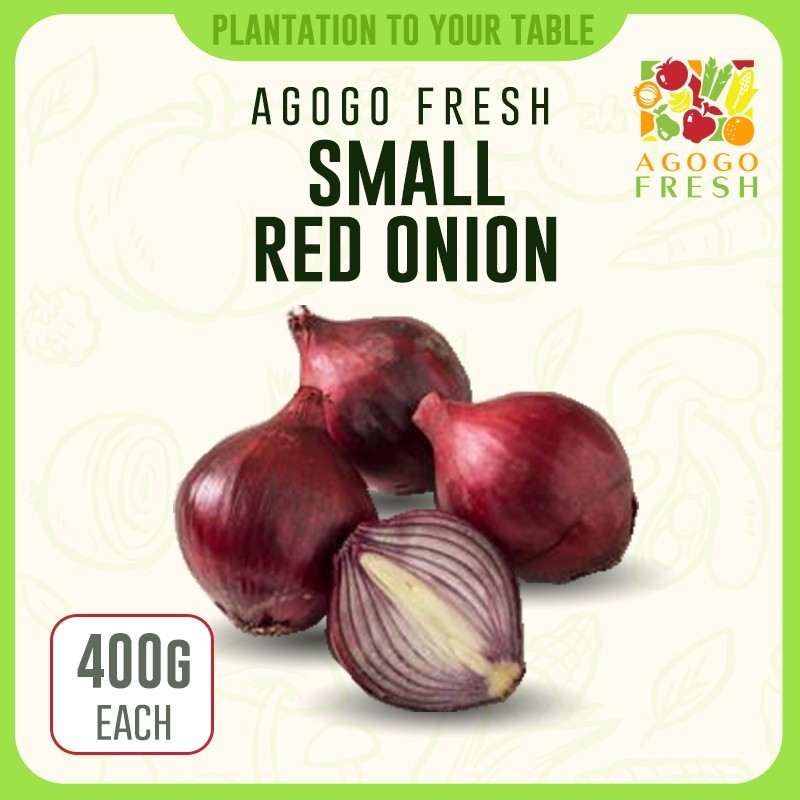 PLANTATION TO YOUR TABLE
AGOGO FRESH
SMALL
RED ONION
AGOGO
FRESH
400G
EACH